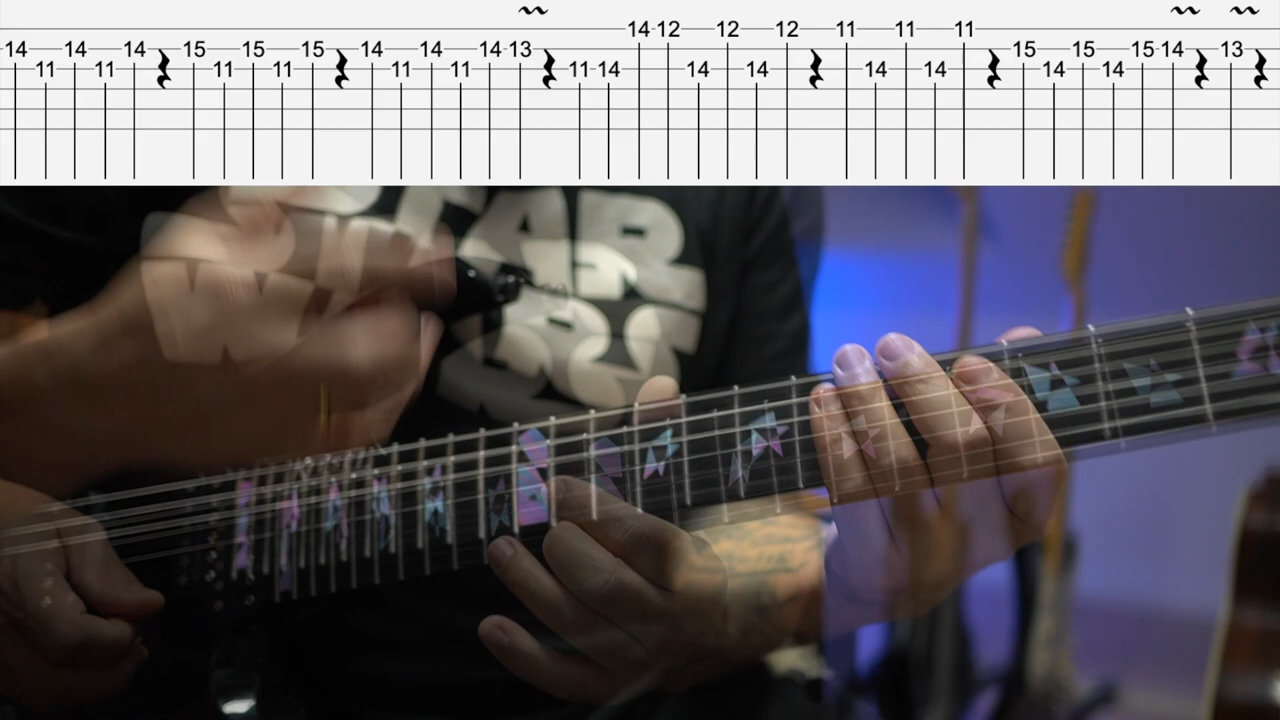 14 12 12 12 11 11 11
14 14 14 15 15 15 14 14 14 13 15 15 15 14 13
11 11 11 11 11 11 11 14 14 14 14 14 14 14
STAR
WARS